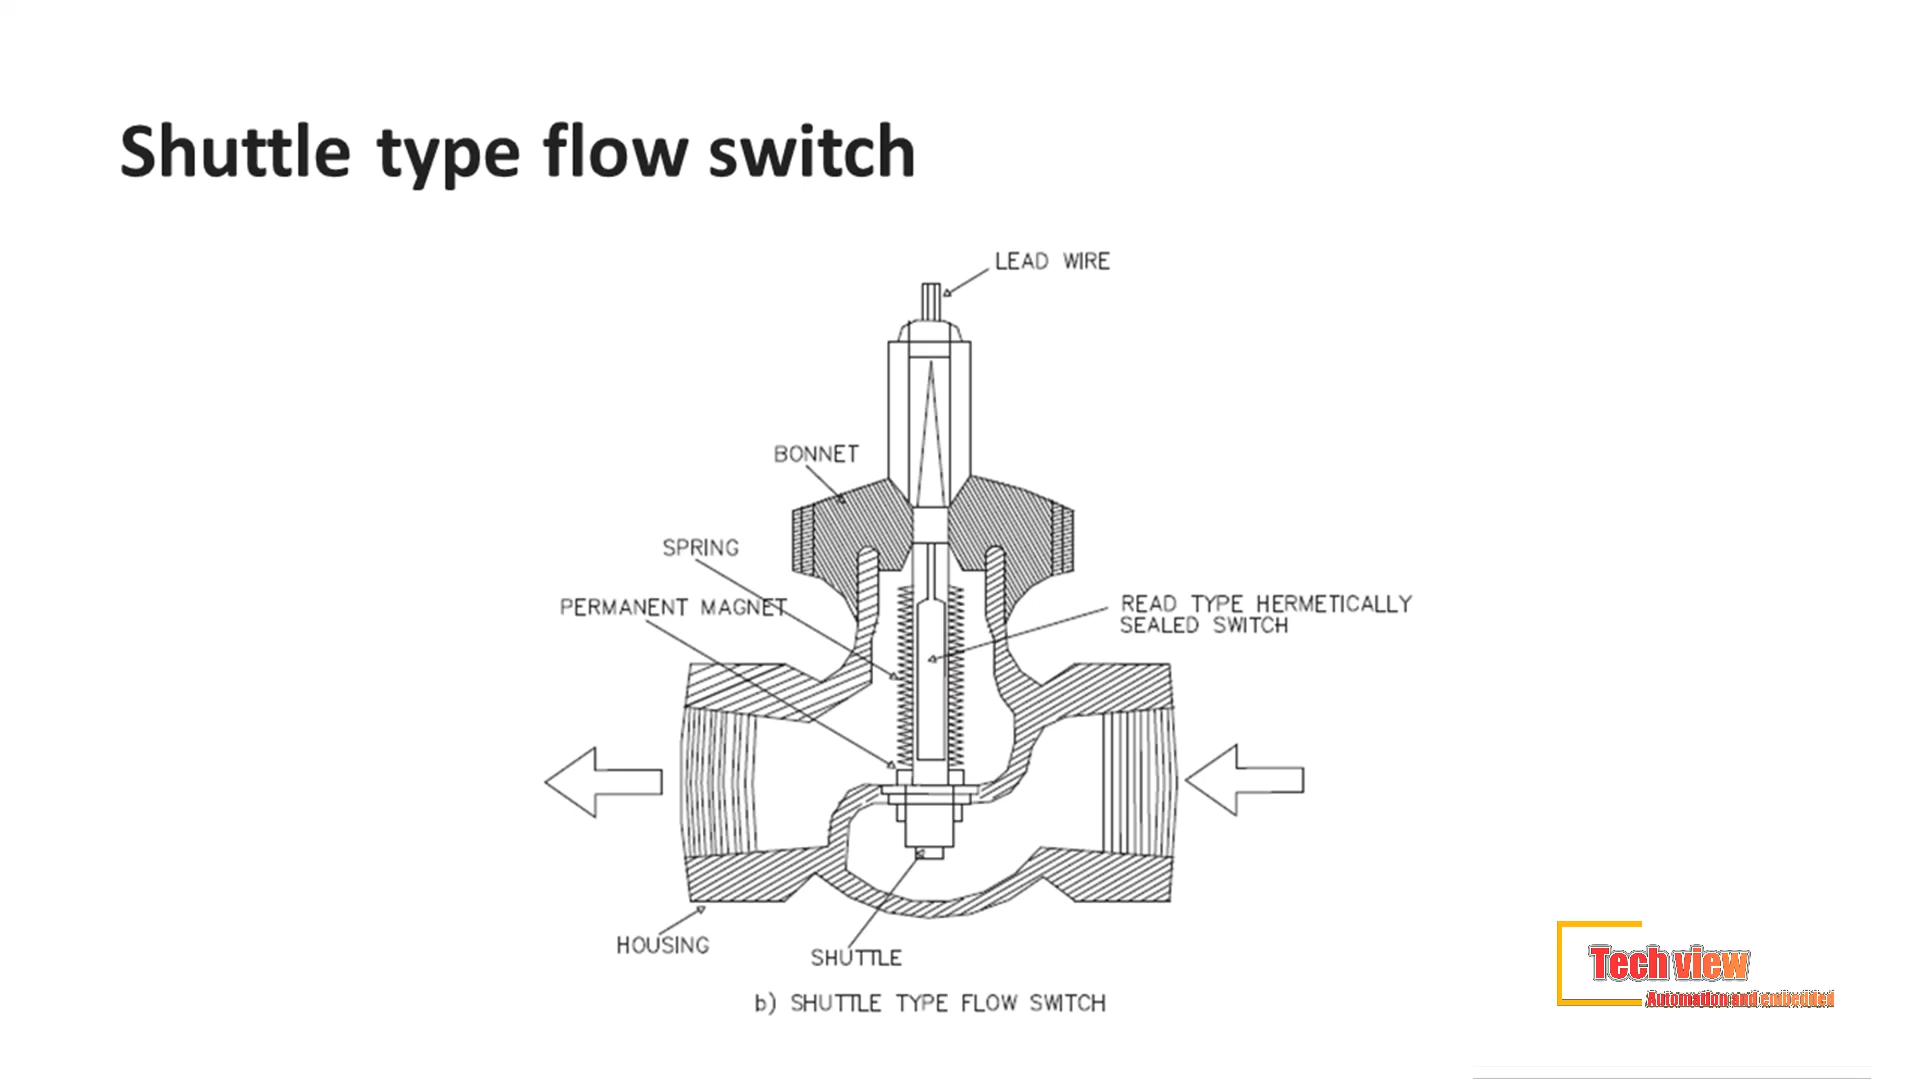 Shuttle type flow switch
LEAD WIRE
BONNET
SPRING
PERMANENT MAGNET
READ TYPE HERMETICALLY
SEALED SWITCH
HOUSING
SHUTTLE
b) SHUTTLE TYPE FLOW SWITCH
Tech view
Automation and embedded